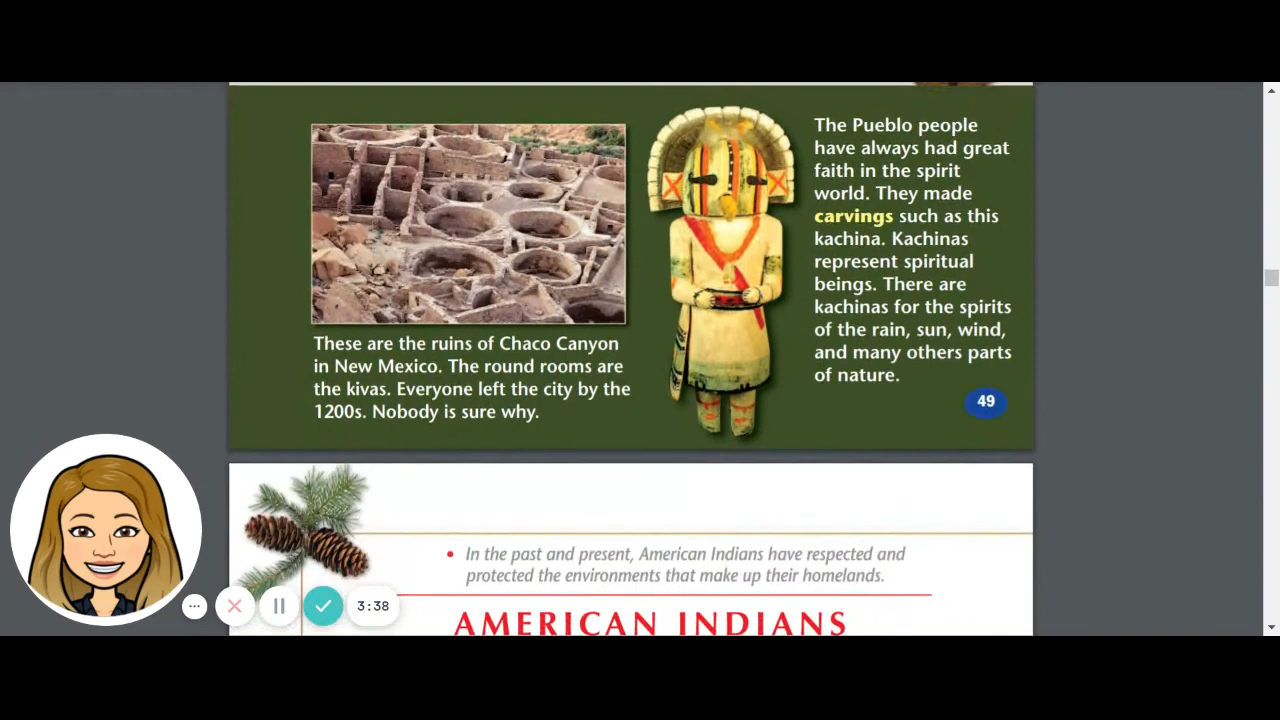 These are the ruins of Chaco Canyon
in New Mexico. The round rooms are
the kivas. Everyone left the city by the
1200s. Nobody is sure why.
The Pueblo people
have always had great
faith in the spirit
world. They made
carvings such as this
kachina. Kachinas
represent spiritual
beings. There are
kachinas for the spirits
of the rain, sun, wind,
and many others parts
of nature.
49
• In the past and present, American Indians have respected and
protected the environments that make up their homelands.
AMERICAN INDIANS
3:38